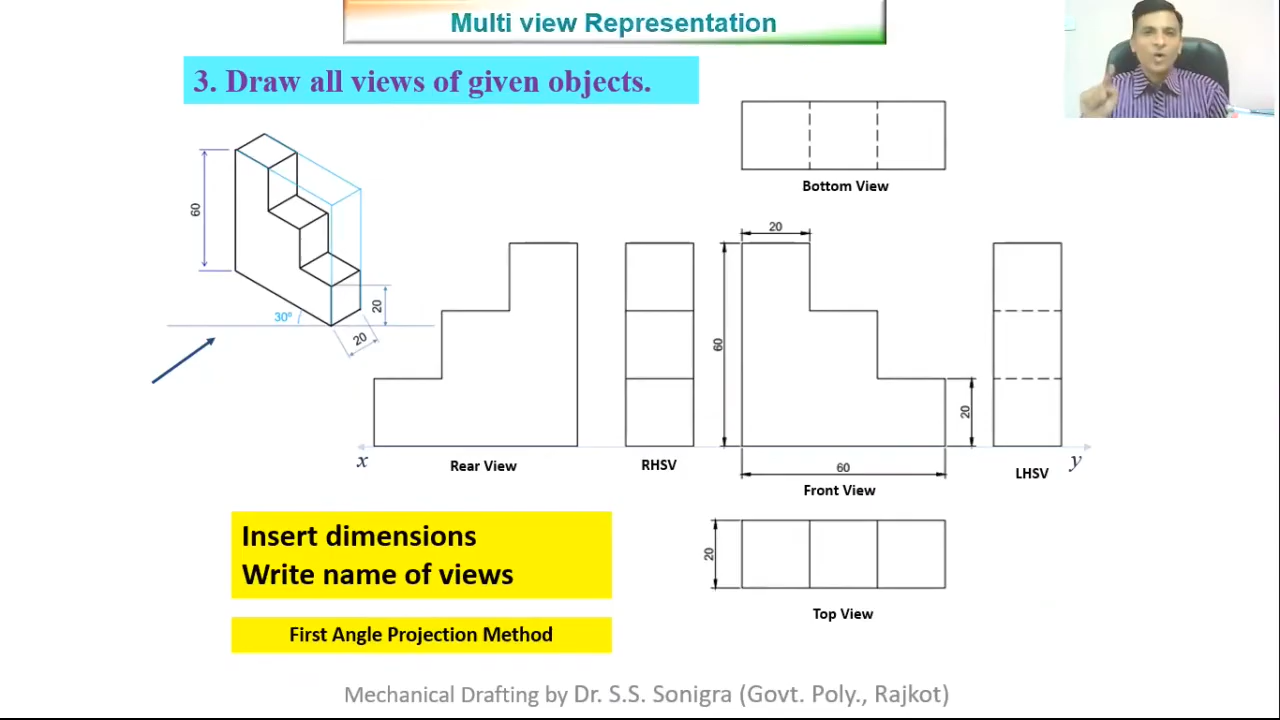 Multi view Representation
3. Draw all views of given objects.
Bottom View
60
30°
20
20
20
60
20
x
Rear View
RHSV
60
Front View
LHSV
y
20
Top View
Insert dimensions
Write name of views
First Angle Projection Method
Mechanical Drafting by Dr. S.S. Sonigra (Govt. Poly., Rajkot)